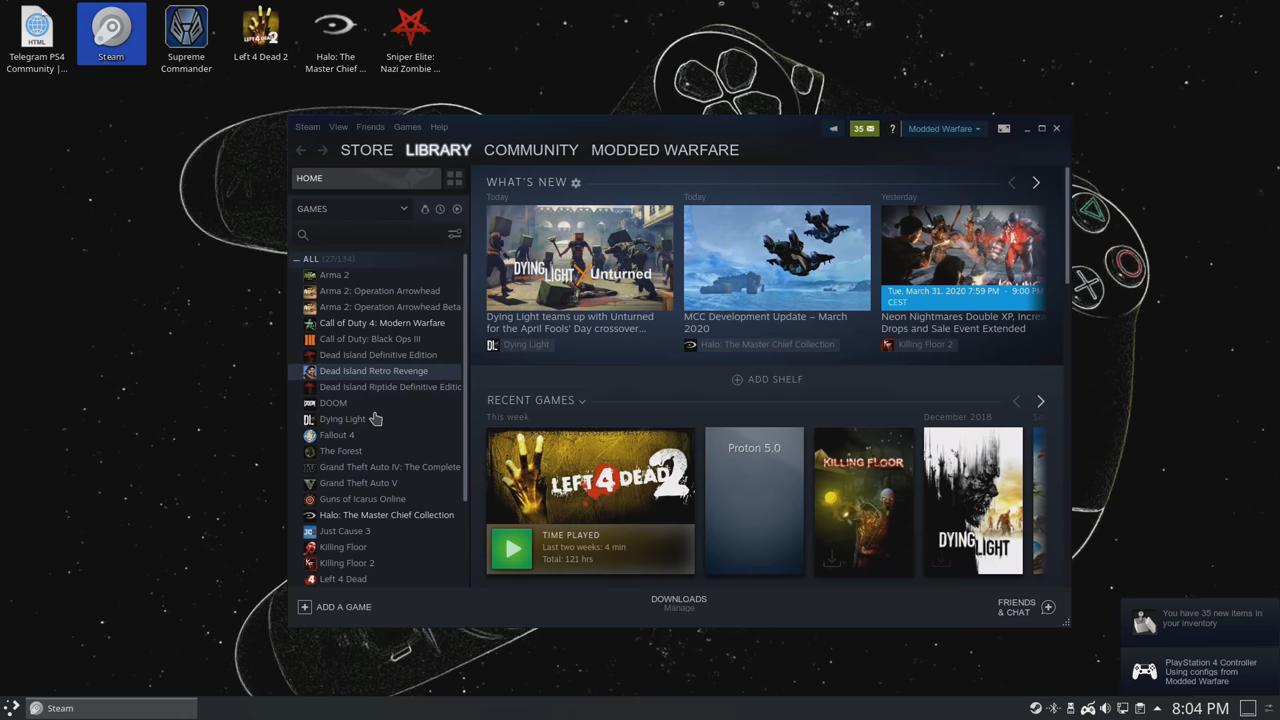 HTML
Telegram PS4
Community |...
Steam
Supreme
Commander
Left 4 Dead 2
Halo: The
Master Chief ...
Sniper Elite:
Nazi Zombie ...
Steam View Friends Games Help
35
?
Modded Warfare
STORE LIBRARY COMMUNITY MODDED WARFARE
HOME
GAMES
ALL (27/134)
Arma 2
Arma 2: Operation Arrowhead
Arma 2: Operation Arrowhead Beta
Call of Duty 4: Modern Warfare
Call of Duty: Black Ops III
Dead Island Definitive Edition
Dead Island Retro Revenge
Dead Island Riptide Definitive Editic
DOOM
Dying Light
Fallout 4
The Forest
Grand Theft Auto IV: The Complete
Grand Theft Auto V
Guns of Icarus Online
Halo: The Master Chief Collection
Just Cause 3
Killing Floor
Killing Floor 2
Left 4 Dead
WHAT'S NEW
Today
DYING LIGHT X Unturned
Dying Light teams up with Unturned
for the April Fools' Day crossover...
DL Dying Light
Today
MCC Development Update – March
2020
Halo: The Master Chief Collection
Yesterday
Tue, March 31, 2020 7:59 PM - 9:00 PM
CEST
Neon Nightmares Double XP, Increa
Drops and Sale Event Extended
Killing Floor 2
ADD SHELF
RECENT GAMES
This week
LEFT 4 DEAD 2
TIME PLAYED
Last two weeks: 4 min
Total: 121 hrs
Proton 5.0
KILLING FLOOR
December 2018
DYING LIGHT
ADD A GAME
DOWNLOADS
Manage
FRIENDS
& CHAT
You have 35 new items in
your inventory
PlayStation 4 Controller
Using configs from
Modded Warfare
Steam
8:04 PM